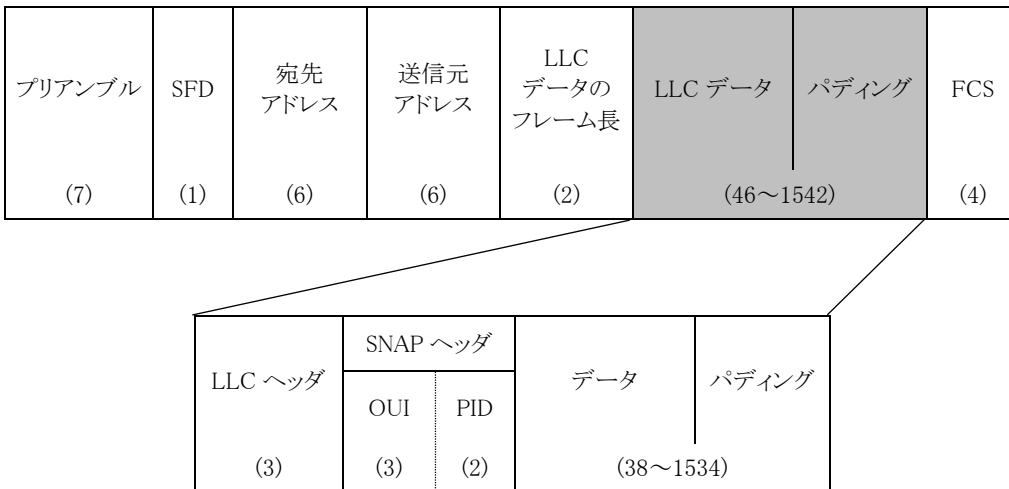 プリアンブル
(7)
SFD
(1)
宛先
アドレス
(6)
送信元
アドレス
(6)
LLC
データの
フレーム長
(2)
LLC データ
パディング
(46～1542)
FCS
(4)
LLC ヘッダ
(3)
SNAP ヘッダ
OUI
(3)
PID
(2)
データ
パディング
(38～1534)